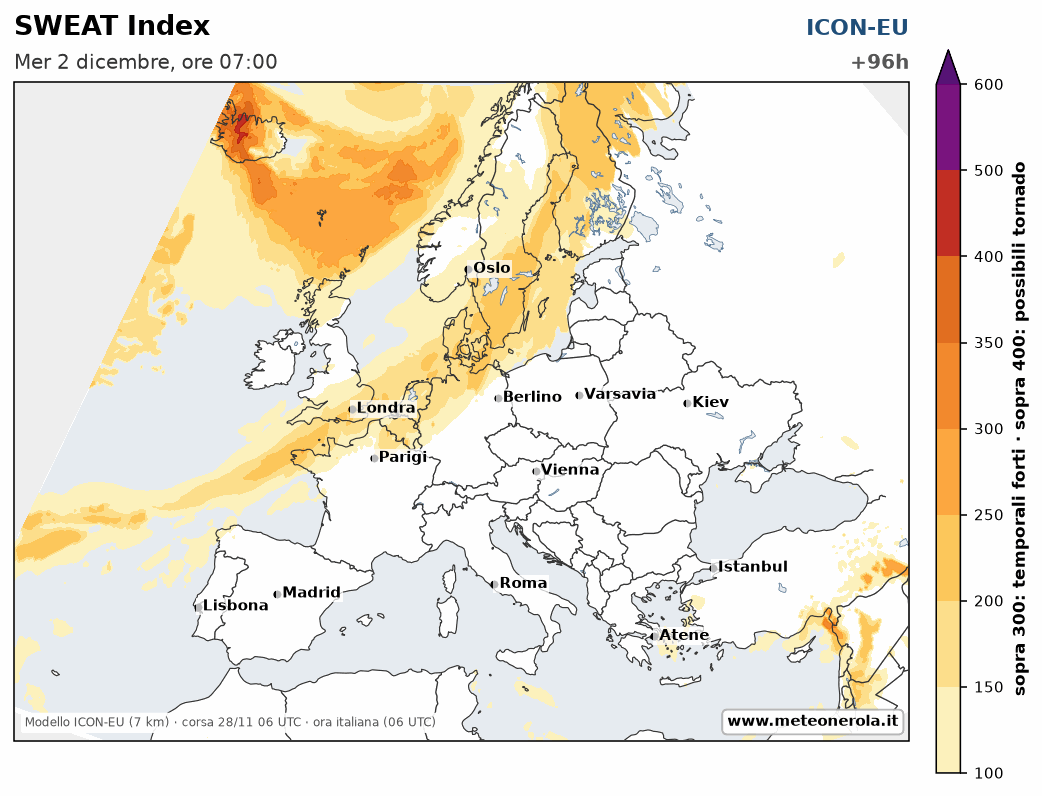 SWEAT Index
ICON-EU
Mer 2 dicembre, ore 07:00
+96h
600
500
400
350
300
250
200
150
100
sopra 300: temporali forti · sopra 400: possibili tornado
Oslo
Londra
Berlino
Varsavia
Kiev
Parigi
Vienna
Istanbul
Roma
Madrid
Lisbona
Atene
Modello ICON-EU (7 km) · corsa 28/11 06 UTC · ora italiana (06 UTC)
www.meteonerola.it